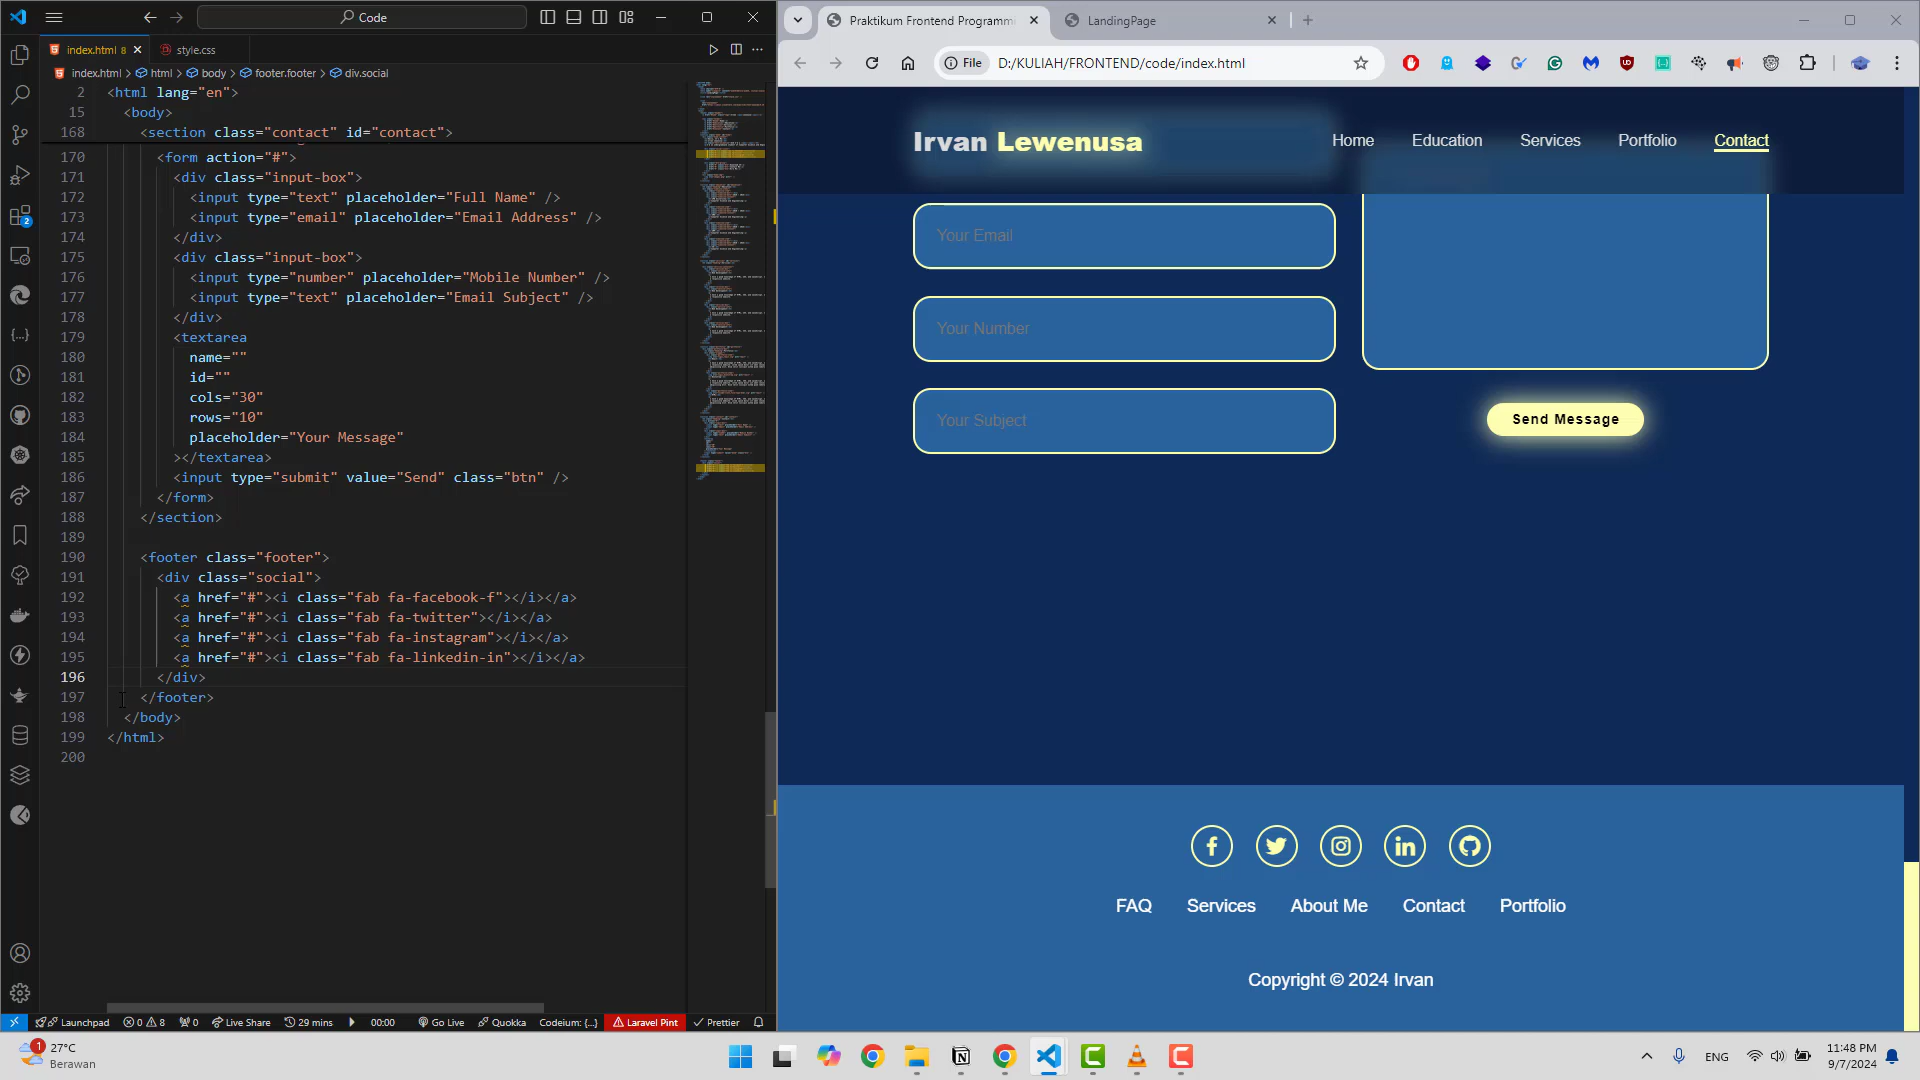 Code
index.html 8
style.css
index.html › html › body › footer.footer › div.social
2 <html lang="en">
15 <body>
168 <section class="contact" id="contact">
170 <form action="#">
171 <div class="input-box">
172 <input type="text" placeholder="Full Name" />
173 <input type="email" placeholder="Email Address" />
174 </div>
175 <div class="input-box">
176 <input type="number" placeholder="Mobile Number" />
177 <input type="text" placeholder="Email Subject" />
178 </div>
179 <textarea
180 name=""
181 id=""
182 cols="30"
183 rows="10"
184 placeholder="Your Message"
185 ></textarea>
186 <input type="submit" value="Send" class="btn" />
187 </form>
188 </section>
189
190 <footer class="footer">
191 <div class="social">
192 <a href="#"><i class="fab fa-facebook-f"></i></a>
193 <a href="#"><i class="fab fa-twitter"></i></a>
194 <a href="#"><i class="fab fa-instagram"></i></a>
195 <a href="#"><i class="fab fa-linkedin-in"></i></a>
196 </div>
197 </footer>
198 </body>
199 </html>
200
2
Launchpad 0 8 0 Live Share 29 mins 00:00 Go Live Quokka Codeium: {...} Laravel Pint Prettier
Praktikum Frontend Programm
LandingPage
File D:/KULIAH/FRONTEND/code/index.html
Irvan Lewenusa
Home Education Services Portfolio Contact
Your Email
Your Number
Your Subject
Send Message
FAQ Services About Me Contact Portfolio
Copyright © 2024 Irvan
1
27°C
Berawan
ENG
11:48 PM
9/7/2024